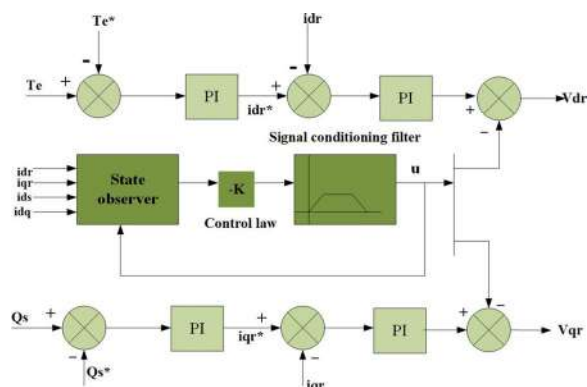 Te*
idr
Te
PI
idr*
PI
Vdr
Signal conditioning filter
idr
iqr
ids
idq
State
observer
-K
u
Control law
Qs
PI
iqr*
PI
Vqr
Qs*
iqr